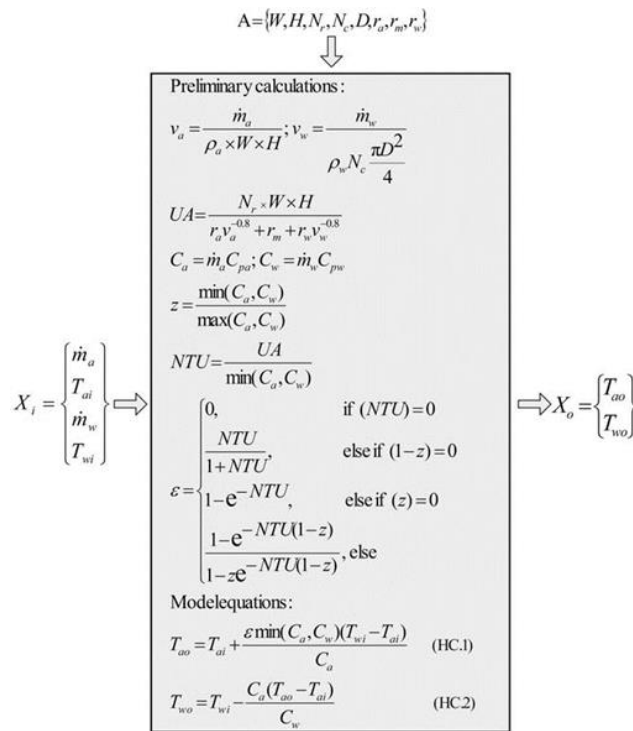 A={W,H,N_r,N_c,D,r_a,r_m,r_w}
Preliminary calculations:
v_a = ṁ_a / (ρ_a×W×H); v_w = ṁ_w / (ρ_w N_c πD²/4)
UA = (N_r×W×H) / (r_a v_a^-0.8 + r_m + r_w v_w^-0.8)
C_a = ṁ_a C_pa; C_w = ṁ_w C_pw
z = min(C_a,C_w) / max(C_a,C_w)
NTU = UA / min(C_a,C_w)
X_i = {ṁ_a
T_ai
ṁ_w
T_wi}
ε = {0, if (NTU)=0
NTU / (1+NTU), else if (1−z)=0
1−e^−NTU, else if (z)=0
(1−e^−NTU(1−z)) / (1−ze^−NTU(1−z)), else
Modelequations:
T_ao = T_ai + ε min(C_a,C_w)(T_wi−T_ai) / C_a (HC.1)
T_wo = T_wi − C_a(T_ao−T_ai) / C_w (HC2)
X_o = {T_ao
T_wo}